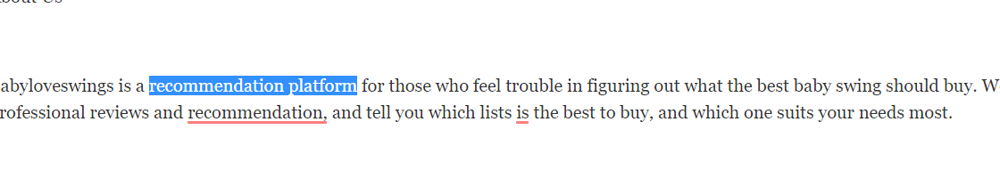 About Us
abyloveswings is a recommendation platform for those who feel trouble in figuring out what the best baby swing should buy. W
rofessional reviews and recommendation, and tell you which lists is the best to buy, and which one suits your needs most.